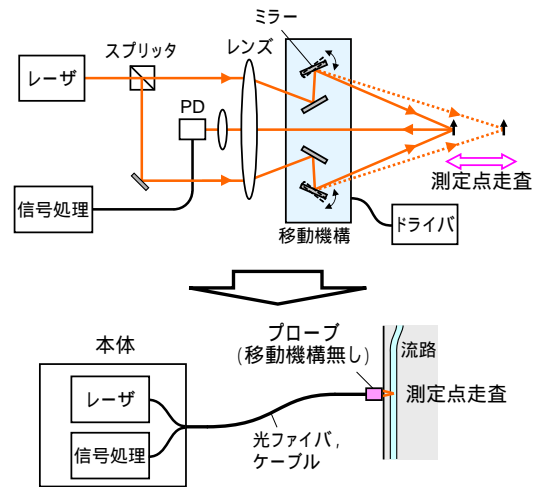 ミラー
スプリッタ
レンズ
レーザ
PD
信号処理
測定点走査
ドライバ
移動機構
プローブ
(移動機構無し)
本体
流路
レーザ
測定点走査
信号処理
光ファイバ,
ケーブル